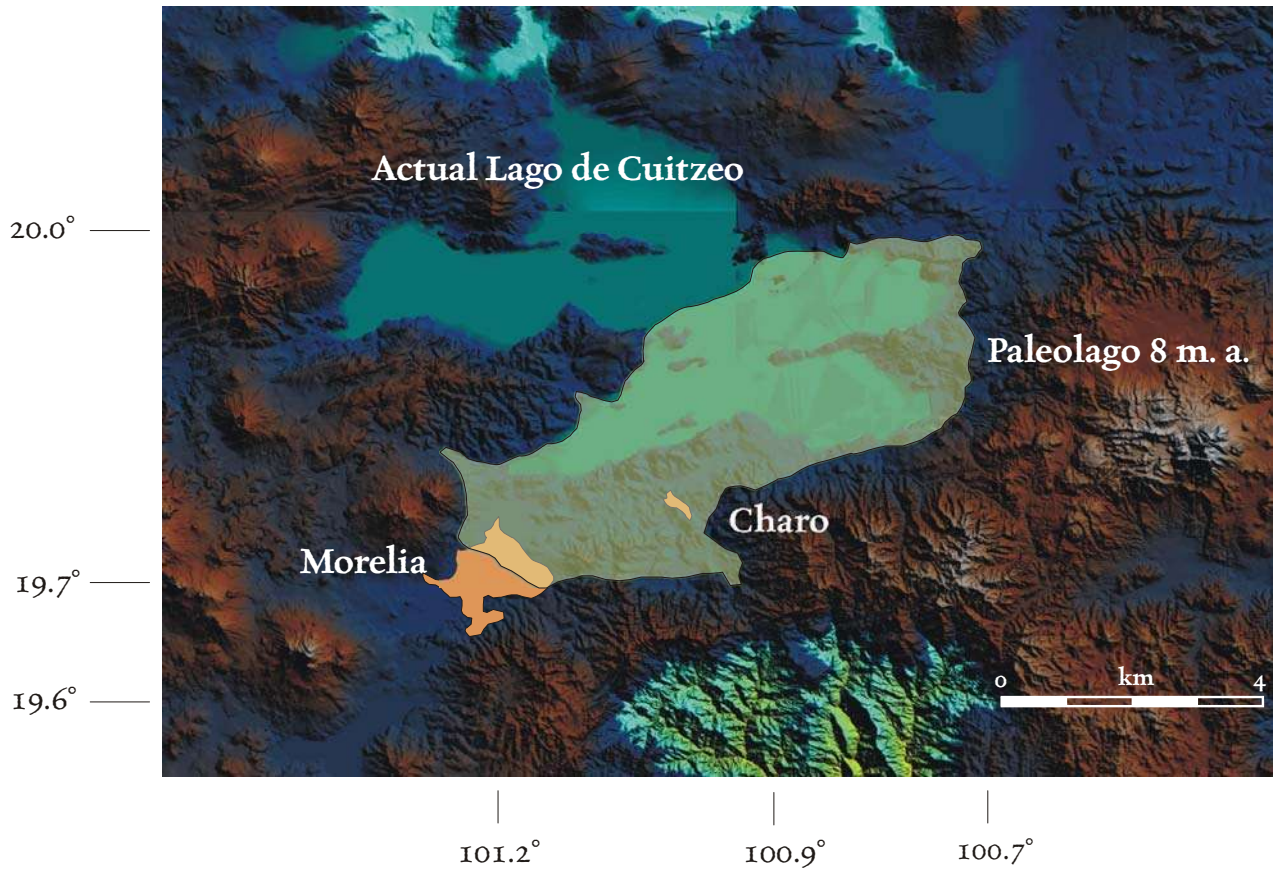 Actual Lago de Cuitzeo
20.0°
Paleolago 8 m. a.
Charo
Morelia
19.7°
0 km 4
19.6°
101.2° 100.9° 100.7°